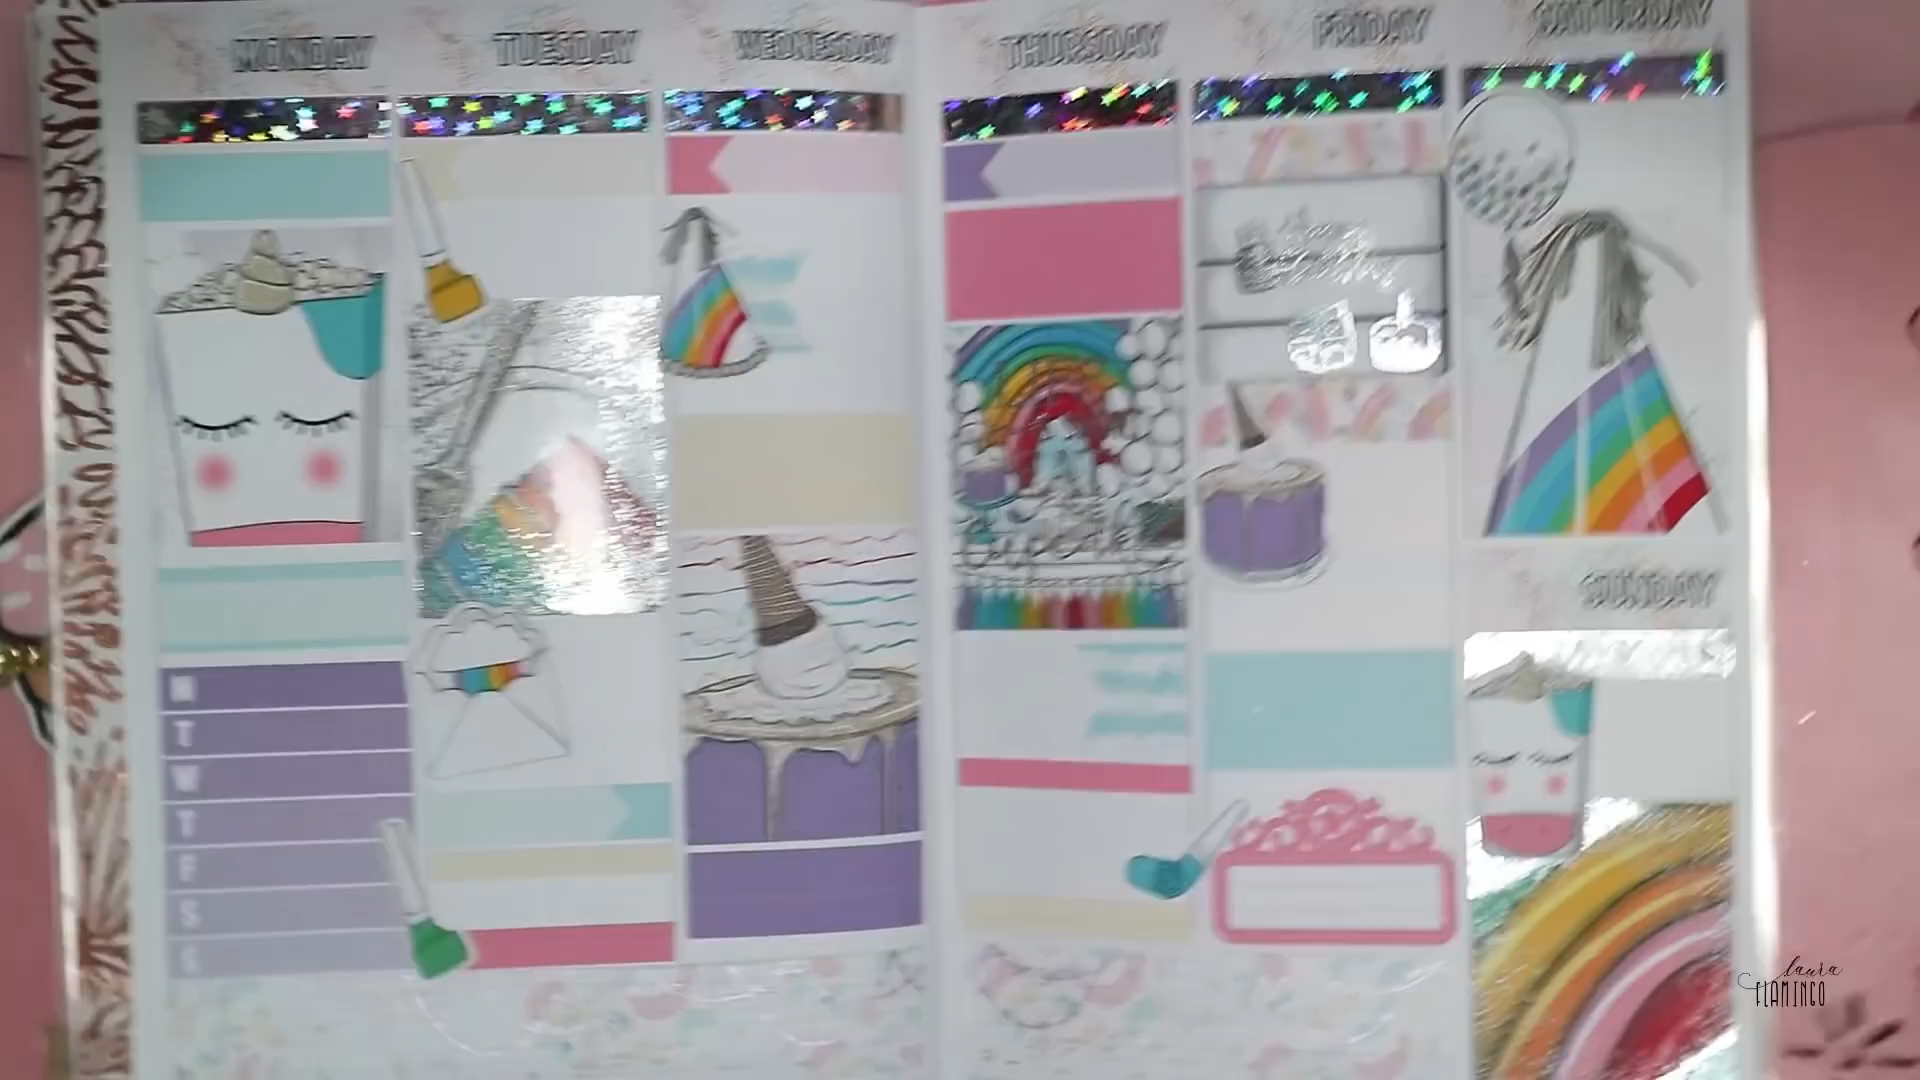 MONDAY
TUESDAY
WEDNESDAY
THURSDAY
FRIDAY
SATURDAY
SUNDAY
M
T
W
T
F
S
S
laura
FLAMINGO